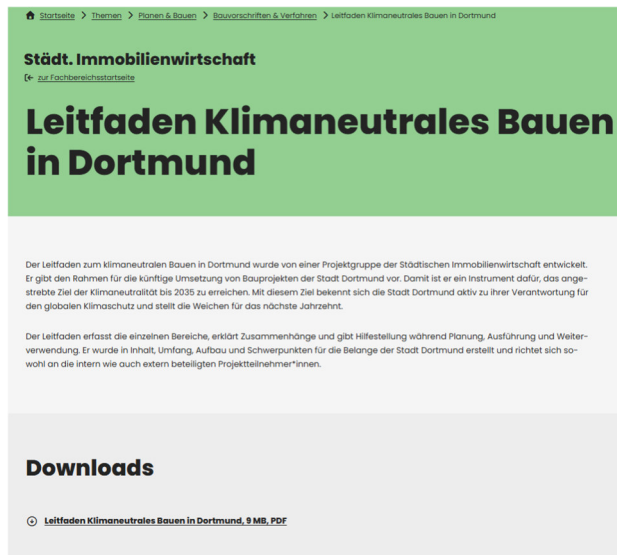 Startseite > Themen > Planen & Bauen > Bauvorschriften & Verfahren > Leitfaden Klimaneutrales Bauen in Dortmund
Städt. Immobilienwirtschaft
zur Fachbereichsstartseite
Leitfaden Klimaneutrales Bauen
in Dortmund
Der Leitfaden zum klimaneutralen Bauen in Dortmund wurde von einer Projektgruppe der Städtischen Immobilienwirtschaft entwickelt.
Er gibt den Rahmen für die künftige Umsetzung von Bauprojekten der Stadt Dortmund vor. Damit ist er ein Instrument dafür, das ange-
strebte Ziel der Klimaneutralität bis 2035 zu erreichen. Mit diesem Ziel bekennt sich die Stadt Dortmund aktiv zu ihrer Verantwortung für
den globalen Klimaschutz und stellt die Weichen für das nächste Jahrzehnt.
Der Leitfaden erfasst die einzelnen Bereiche, erklärt Zusammenhänge und gibt Hilfestellung während Planung, Ausführung und Weiter-
verwendung. Er wurde in Inhalt, Umfang, Aufbau und Schwerpunkten für die Belange der Stadt Dortmund erstellt und richtet sich so-
wohl an die intern wie auch extern beteiligten Projektteilnehmer*innen.
Downloads
Leitfaden Klimaneutrales Bauen in Dortmund, 9 MB, PDF